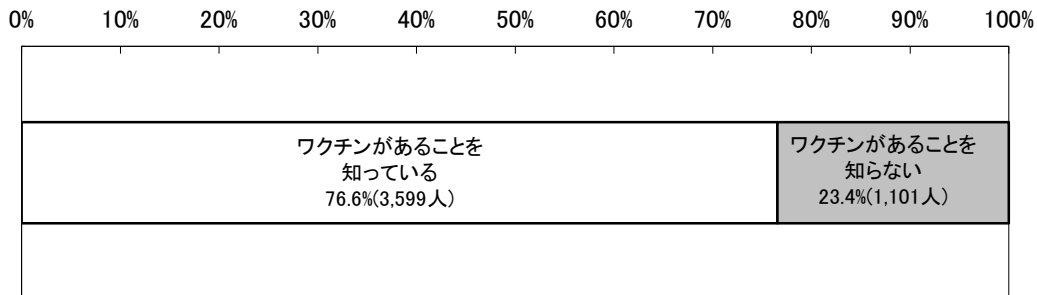 0% 10% 20% 30% 40% 50% 60% 70% 80% 90% 100%
ワクチンがあることを
知っている
76.6%(3,599人)
ワクチンがあることを
知らない
23.4%(1,101人)